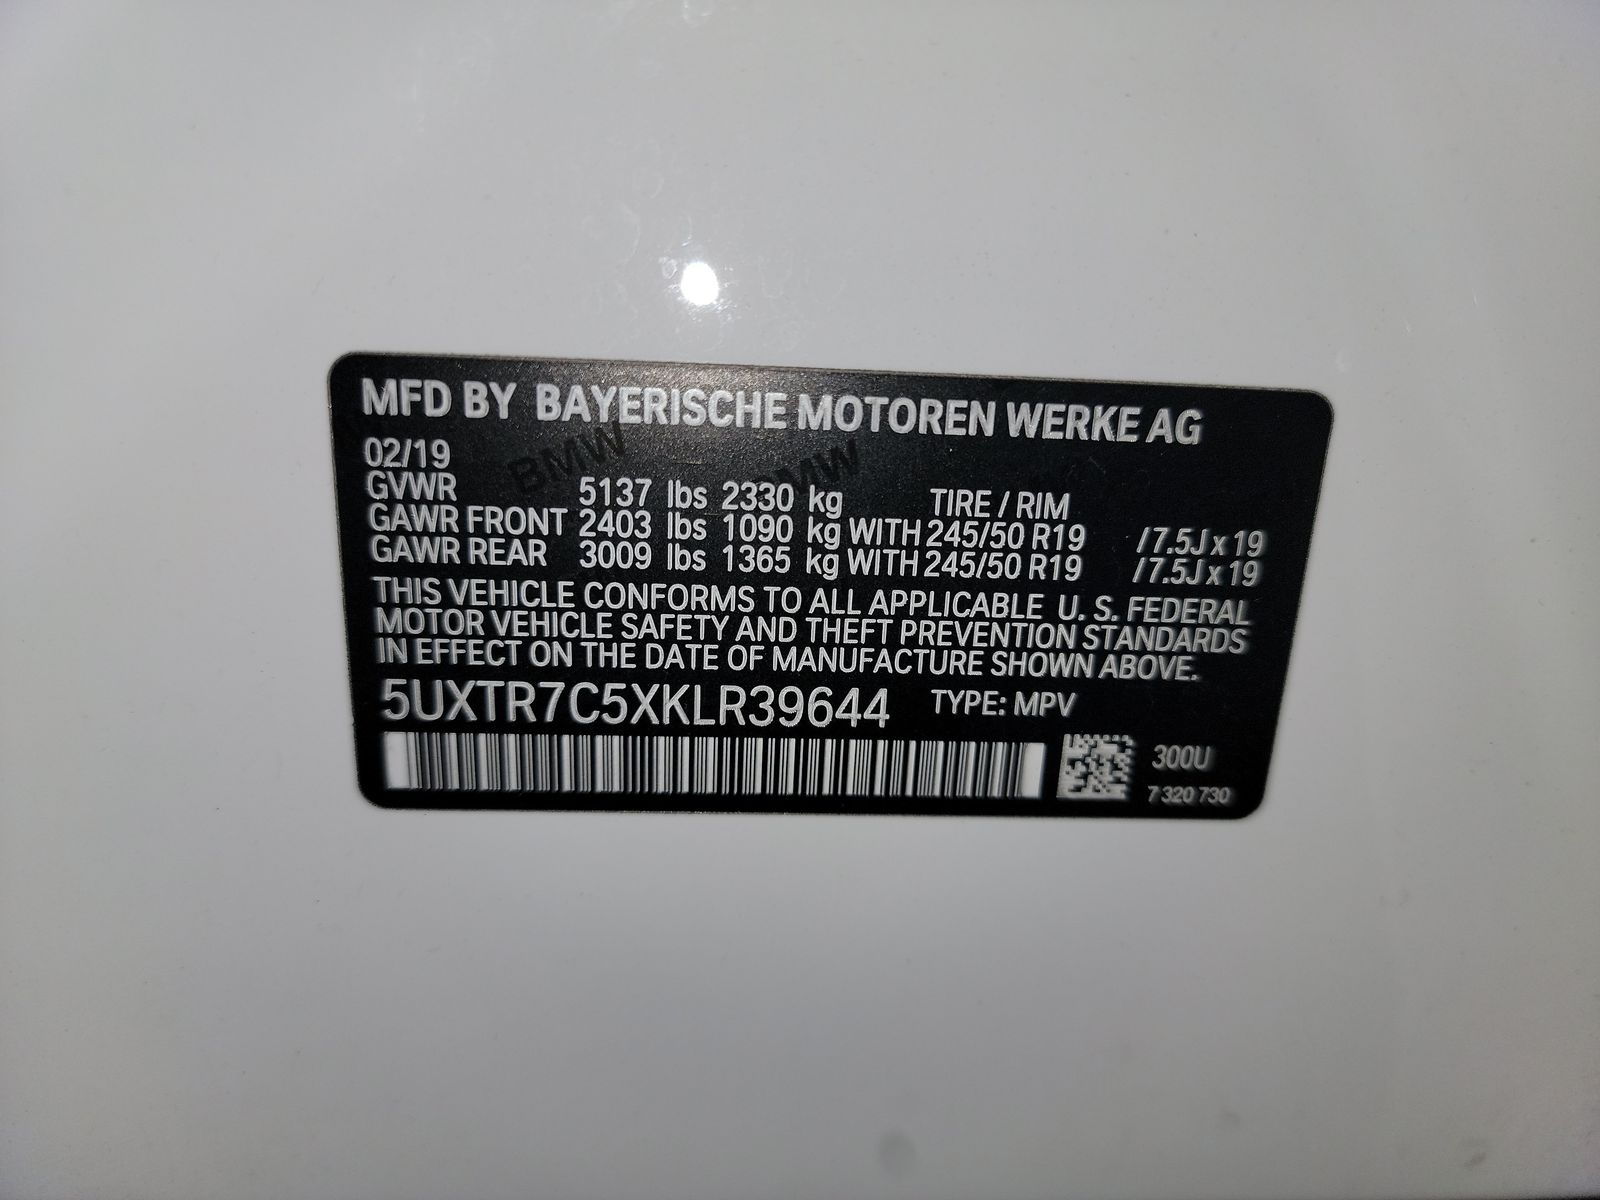 MFD BY BAYERISCHE MOTOREN WERKE AG
02/19
BMW BMW
GVWR 5137 lbs 2330 kg TIRE / RIM
GAWR FRONT 2403 lbs 1090 kg WITH 245/50 R19 / 7.5J x 19
GAWR REAR 3009 lbs 1365 kg WITH 245/50 R19 / 7.5J x 19
THIS VEHICLE CONFORMS TO ALL APPLICABLE U. S. FEDERAL
MOTOR VEHICLE SAFETY AND THEFT PREVENTION STANDARDS
IN EFFECT ON THE DATE OF MANUFACTURE SHOWN ABOVE.
5UXTR7C5XKLR39644 TYPE: MPV
300U
7 320 730